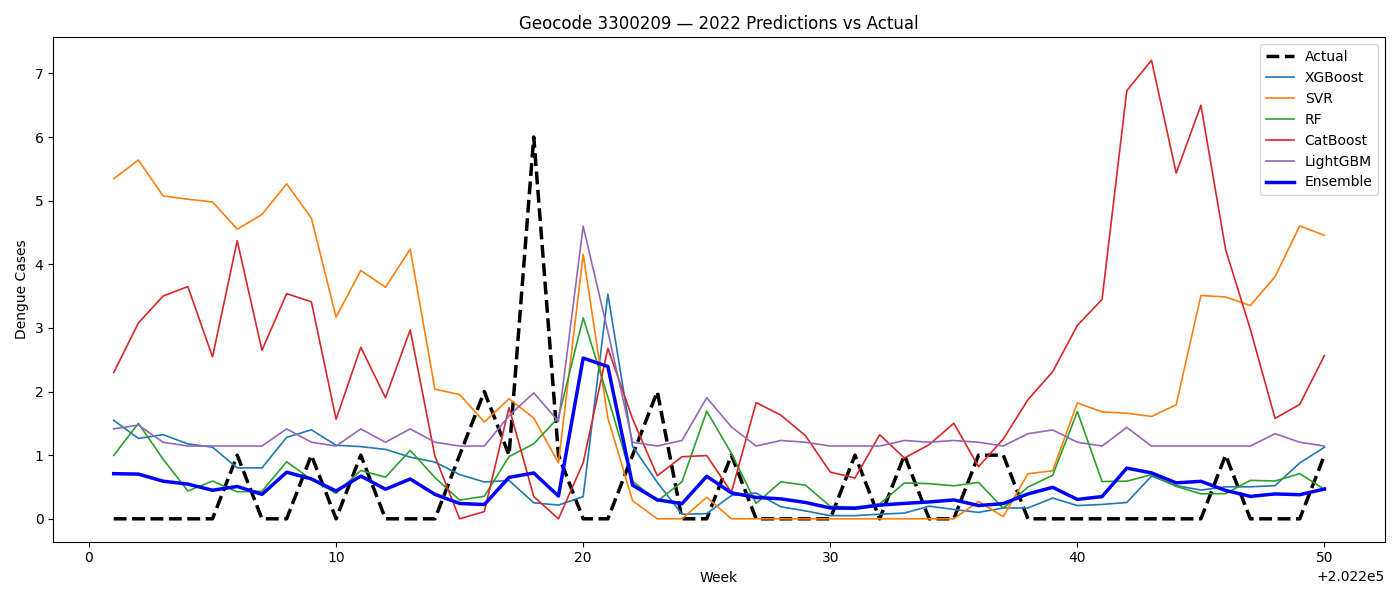 Geocode 3300209 — 2022 Predictions vs Actual
Dengue Cases
7
6
5
4
3
2
1
0
Actual
XGBoost
SVR
RF
CatBoost
LightGBM
Ensemble
0 10 20 30 40 50
Week
+2.022e5